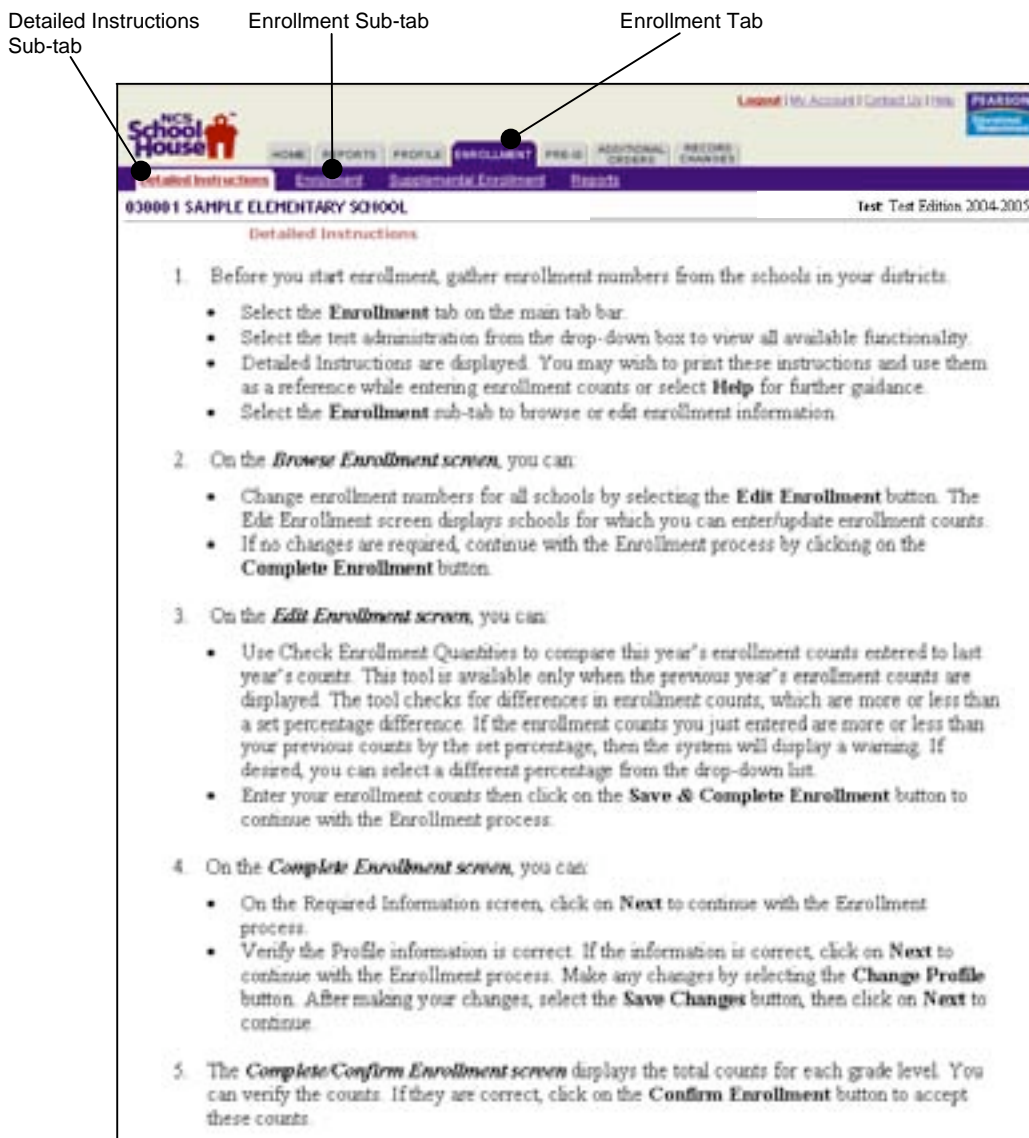 Detailed Instructions Sub-tab
Enrollment Sub-tab
Enrollment Tab
Logout | My Account | Contact Us | Help
PEARSON
Educational Measurement
NCS
School
House
HOME REPORTS PROFILE ENROLLMENT PRE-ID ADDITIONAL ORDERS RECORD CHANGES
Detailed Instructions Enrollment Supplemental Enrollment Reports
030001 SAMPLE ELEMENTARY SCHOOL
Test: Test Edition 2004-2005
Detailed Instructions
1. Before you start enrollment, gather enrollment numbers from the schools in your districts.
• Select the Enrollment tab on the main tab bar.
• Select the test administration from the drop-down box to view all available functionality.
• Detailed Instructions are displayed. You may wish to print these instructions and use them
as a reference while entering enrollment counts or select Help for further guidance.
• Select the Enrollment sub-tab to browse or edit enrollment information.
2. On the Browse Enrollment screen, you can:
• Change enrollment numbers for all schools by selecting the Edit Enrollment button. The
Edit Enrollment screen displays schools for which you can enter/update enrollment counts.
• If no changes are required, continue with the Enrollment process by clicking on the
Complete Enrollment button.
3. On the Edit Enrollment screen, you can:
• Use Check Enrollment Quantities to compare this year's enrollment counts entered to last
year's counts. This tool is available only when the previous year's enrollment counts are
displayed. The tool checks for differences in enrollment counts, which are more or less than
a set percentage difference. If the enrollment counts you just entered are more or less than
your previous counts by the set percentage, then the system will display a warning. If
desired, you can select a different percentage from the drop-down list.
• Enter your enrollment counts then click on the Save & Complete Enrollment button to
continue with the Enrollment process.
4. On the Complete Enrollment screen, you can:
• On the Required Information screen, click on Next to continue with the Enrollment
process.
• Verify the Profile information is correct. If the information is correct, click on Next to
continue with the Enrollment process. Make any changes by selecting the Change Profile
button. After making your changes, select the Save Changes button, then click on Next to
continue.
5. The Complete/Confirm Enrollment screen displays the total counts for each grade level. You
can verify the counts. If they are correct, click on the Confirm Enrollment button to accept
these counts.